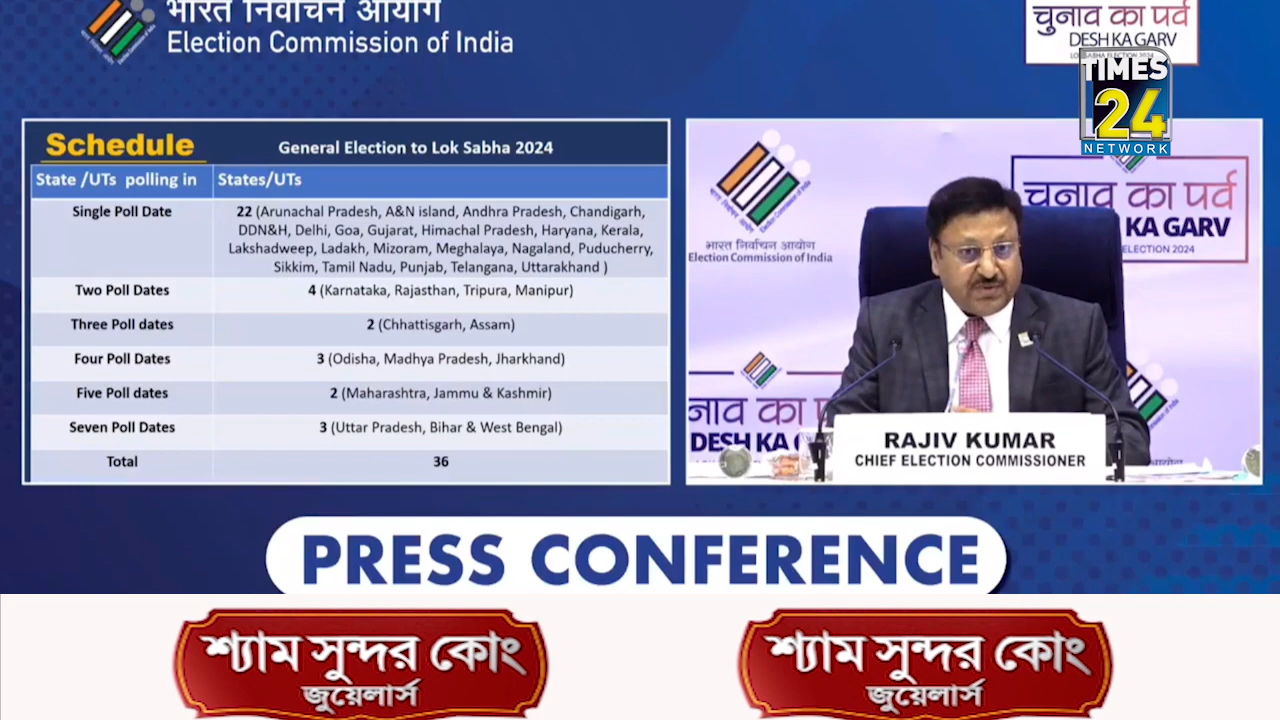 भारत निर्वाचन आयोग
Election Commission of India
चुनाव का पर्व
DESH KA GARV
TIMES
24
NETWORK
Schedule
General Election to Lok Sabha 2024
State /UTs polling in States/UTs
Single Poll Date
22 (Arunachal Pradesh, A&N island, Andhra Pradesh, Chandigarh,
DDN&H, Delhi, Goa, Gujarat, Himachal Pradesh, Haryana, Kerala,
Lakshadweep, Ladakh, Mizoram, Meghalaya, Nagaland, Puducherry,
Sikkim, Tamil Nadu, Punjab, Telangana, Uttarakhand )
Two Poll Dates 4 (Karnataka, Rajasthan, Tripura, Manipur)
Three Poll dates 2 (Chhattisgarh, Assam)
Four Poll Dates 3 (Odisha, Madhya Pradesh, Jharkhand)
Five Poll dates 2 (Maharashtra, Jammu & Kashmir)
Seven Poll Dates 3 (Uttar Pradesh, Bihar & West Bengal)
Total 36
भारत निर्वाचन आयोग
Election Commission of India
चुनाव का पर्व
KA GARV
ELECTION 2024
DESH KA
RAJIV KUMAR
CHIEF ELECTION COMMISSIONER
PRESS CONFERENCE
শ্যাম সুন্দর কোং
জুয়েলার্স
শ্যাম সুন্দর কোং
জুয়েলার্স